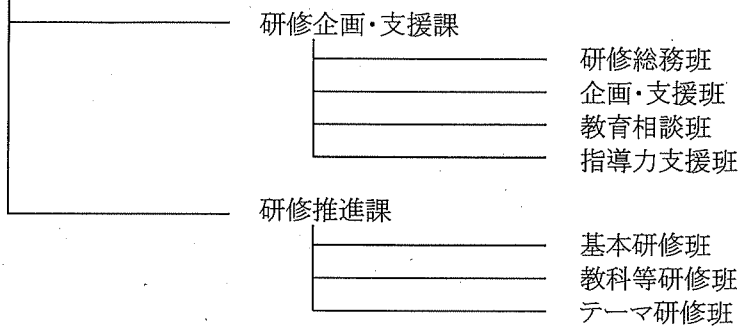 研修企画・支援課
研修総務班
企画・支援班
教育相談班
指導力支援班
研修推進課
基本研修班
教科等研修班
テーマ研修班